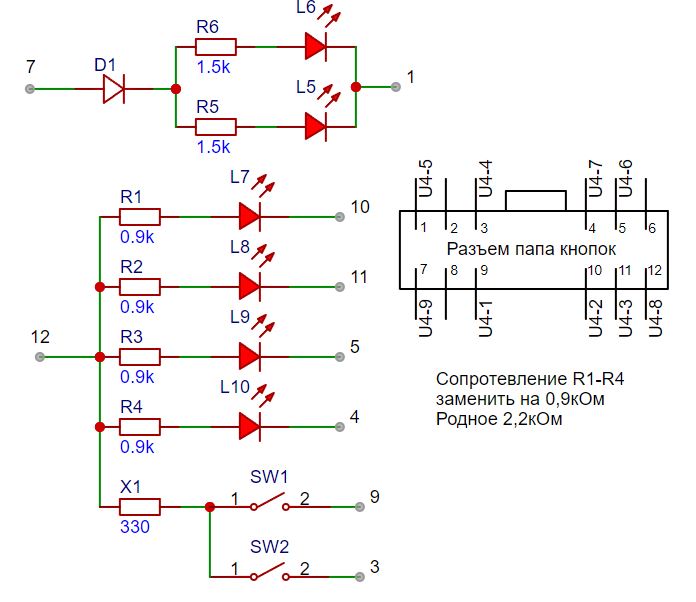 L6
R6
7
D1
1.5k
1
L5
R5
1.5k
L7
R1
10
0.9k
L8
R2
11
0.9k
L9
12
R3
5
0.9k
L10
R4
4
0.9k
X1
SW1
1 2
9
330
SW2
1 2
3
U4-5 U4-4 U4-7 U4-6
1 2 3 4 5 6
Разъем папа кнопок
7 8 9 10 11 12
U4-9 U4-1 U4-2 U4-3 U4-8
Сопротевление R1-R4
заменить на 0,9кОм
Родное 2,2кОм